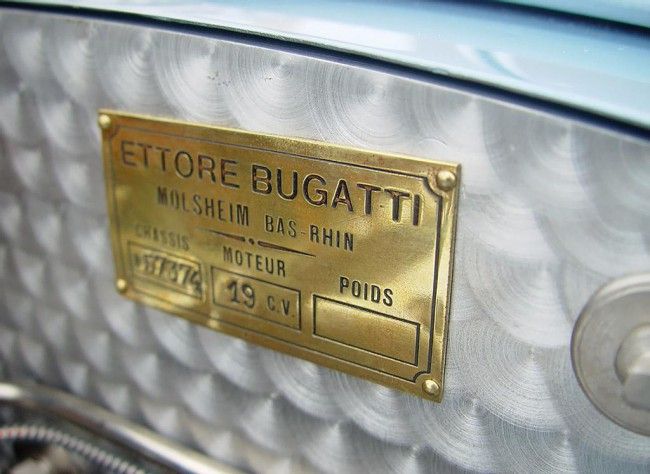 ETTORE BUGATTI
MOLSHEIM BAS-RHIN
CHASSIS MOTEUR POIDS
19 C.V.